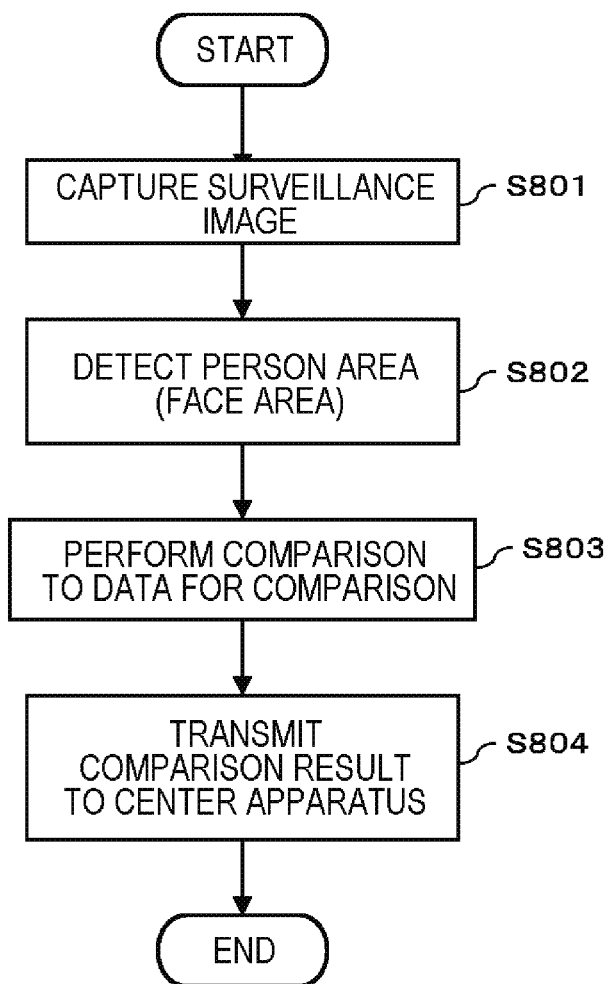 START
CAPTURE SURVEILLANCE
IMAGE
S801
DETECT PERSON AREA
(FACE AREA)
S802
PERFORM COMPARISON
TO DATA FOR COMPARISON
S803
TRANSMIT
COMPARISON RESULT
TO CENTER APPARATUS
S804
END